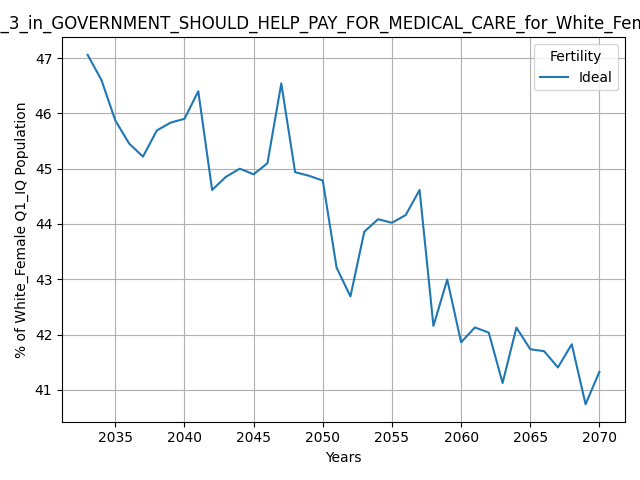 _3_in_GOVERNMENT_SHOULD_HELP_PAY_FOR_MEDICAL_CARE_for_White_Fem
Fertility
Ideal
% of White_Female Q1_IQ Population
47
46
45
44
43
42
41
2035 2040 2045 2050 2055 2060 2065 2070
Years